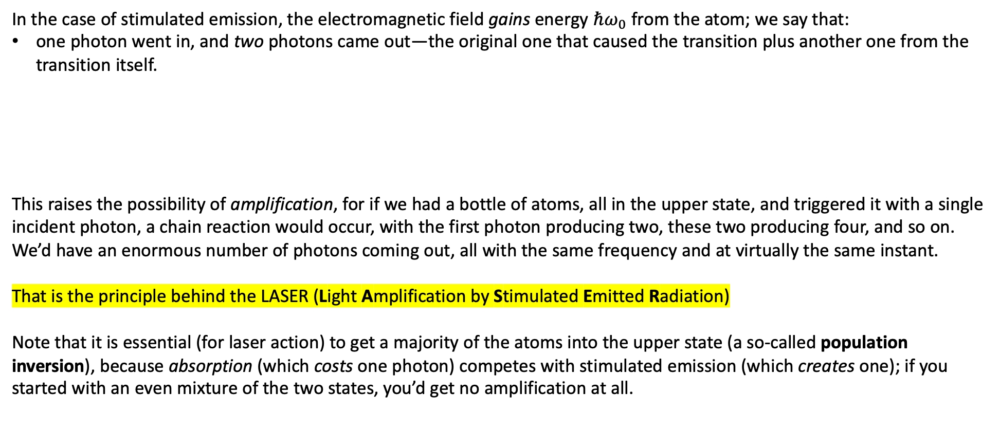 In the case of stimulated emission, the electromagnetic field gains energy ℏω₀ from the atom; we say that:
• one photon went in, and two photons came out—the original one that caused the transition plus another one from the
transition itself.
This raises the possibility of amplification, for if we had a bottle of atoms, all in the upper state, and triggered it with a single
incident photon, a chain reaction would occur, with the first photon producing two, these two producing four, and so on.
We’d have an enormous number of photons coming out, all with the same frequency and at virtually the same instant.
That is the principle behind the LASER (Light Amplification by Stimulated Emitted Radiation)
Note that it is essential (for laser action) to get a majority of the atoms into the upper state (a so-called population
inversion), because absorption (which costs one photon) competes with stimulated emission (which creates one); if you
started with an even mixture of the two states, you’d get no amplification at all.